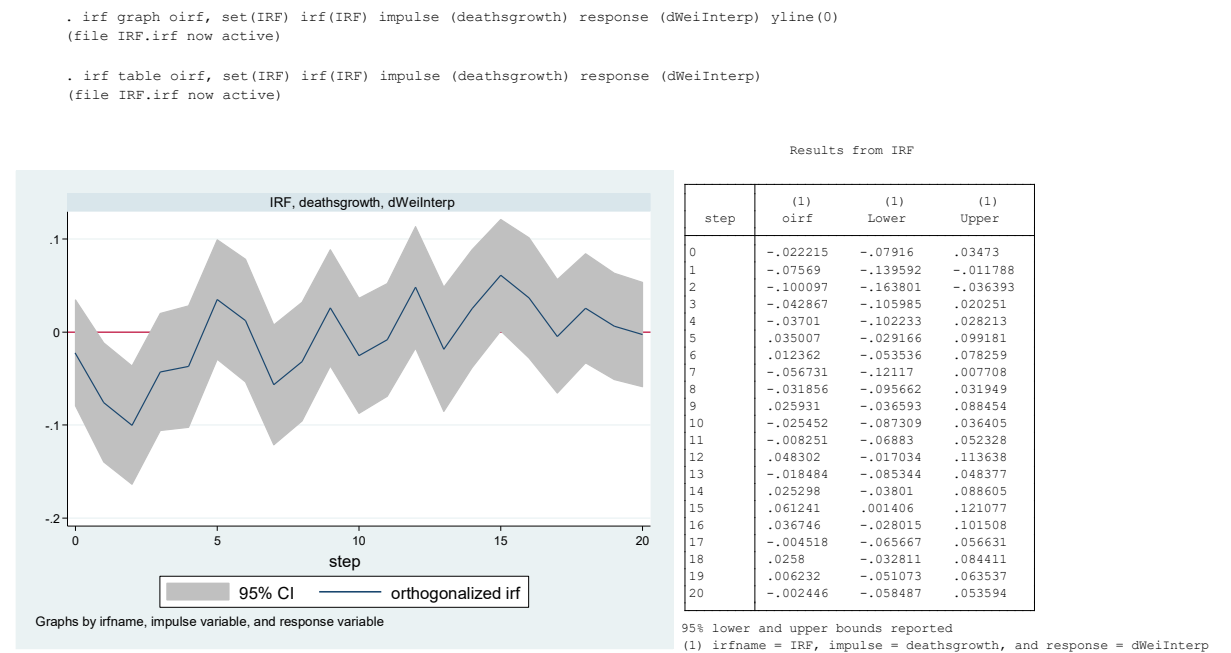 . irf graph oirf, set(IRF) irf(IRF) impulse (deathsgrowth) response (dWeiInterp) yline(0)
(file IRF.irf now active)
. irf table oirf, set(IRF) irf(IRF) impulse (deathsgrowth) response (dWeiInterp)
(file IRF.irf now active)
IRF, deathsgrowth, dWeiInterp
.1
0
-.1
-.2
0 5 10 15 20
step
95% CI orthogonalized irf
Graphs by irfname, impulse variable, and response variable
Results from IRF
(1) (1) (1)
step oirf Lower Upper
0 -.022215 -.07916 .03473
1 -.07569 -.139592 -.011788
2 -.100097 -.163801 -.036393
3 -.042867 -.105985 .020251
4 -.03701 -.102233 .028213
5 .035007 -.029166 .099181
6 .012362 -.053536 .078259
7 -.056731 -.12117 .007708
8 -.031856 -.095662 .031949
9 .025931 -.036593 .088454
10 -.025452 -.087309 .036405
11 -.008251 -.06883 .052328
12 .048302 -.017034 .113638
13 -.018484 -.085344 .048377
14 .025298 -.03801 .088605
15 .061241 .001406 .121077
16 .036746 -.028015 .101508
17 -.004518 -.065667 .056631
18 .0258 -.032811 .084411
19 .006232 -.051073 .063537
20 -.002446 -.058487 .053594
95% lower and upper bounds reported
(1) irfname = IRF, impulse = deathsgrowth, and response = dWeiInterp